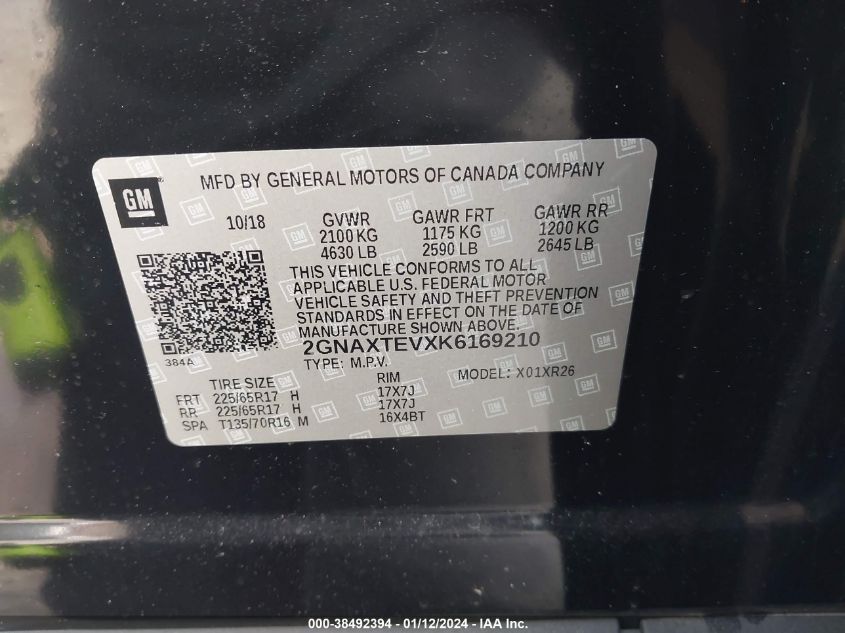 GM
MFD BY GENERAL MOTORS OF CANADA COMPANY
10/18 GVWR GAWR FRT GAWR RR
2100 KG 1175 KG 1200 KG
4630 LB 2590 LB 2645 LB
THIS VEHICLE CONFORMS TO ALL
APPLICABLE U.S. FEDERAL MOTOR
VEHICLE SAFETY AND THEFT PREVENTION
STANDARDS IN EFFECT ON THE DATE OF
MANUFACTURE SHOWN ABOVE.
384A
2GNAXTEVXK6169210
TYPE: M.P.V. MODEL: X01XR26
TIRE SIZE RIM
FRT 225/65R17 H 17X7J
RR 225/65R17 H 17X7J
SPA T135/70R16 M 16X4BT
000-38492394 - 01/12/2024 - IAA Inc.